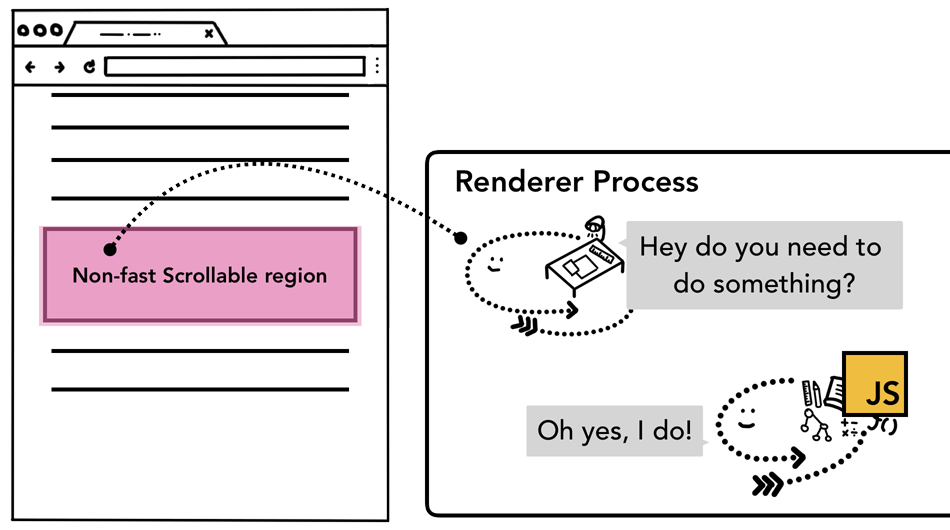 Renderer Process
Hey do you need to
do something?
Non-fast Scrollable region
JS
Oh yes, I do!